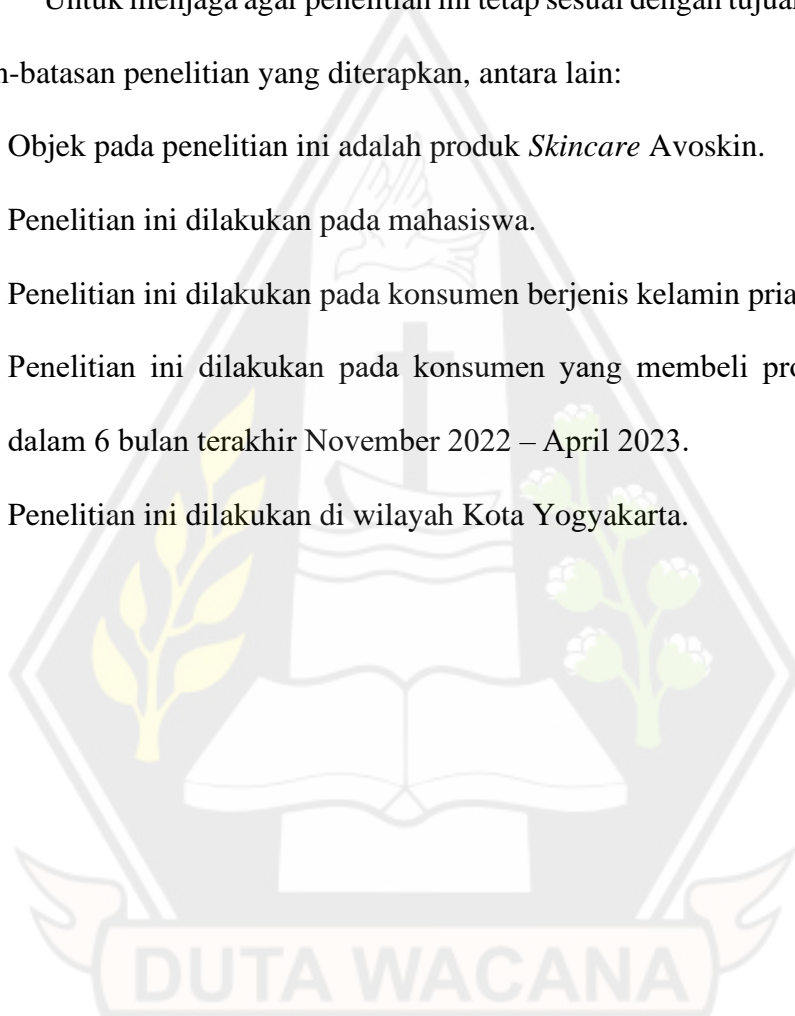 Untuk menjaga agar penelitian ini tetap sesuai dengan tujuan
n-batasan penelitian yang diterapkan, antara lain:
Objek pada penelitian ini adalah produk Skincare Avoskin.
Penelitian ini dilakukan pada mahasiswa.
Penelitian ini dilakukan pada konsumen berjenis kelamin pria
Penelitian ini dilakukan pada konsumen yang membeli pro
dalam 6 bulan terakhir November 2022 – April 2023.
Penelitian ini dilakukan di wilayah Kota Yogyakarta.
DUTA WACANA